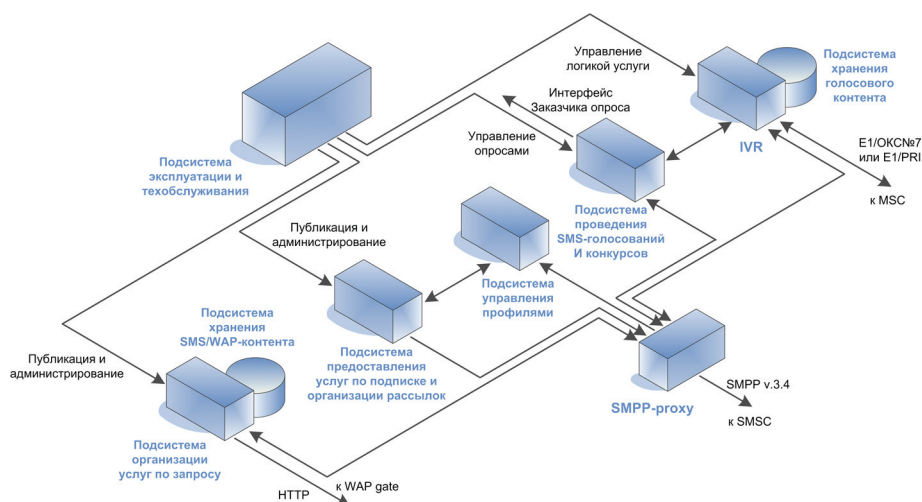 Управление
логикой услуги
Подсистема
хранения
голосового
контента
Интерфейс
Заказчика опроса
Управление
опросами
IVR
E1/ОКС№7
или E1/PRI
к MSC
Подсистема
эксплуатации и
техобслуживания
Подсистема
проведения
SMS-голосований
И конкурсов
Публикация и
администрирование
Подсистема
управления
профилями
Подсистема
хранения
SMS/WAP-контента
Подсистема
предоставления
услуг по подписке и
организации рассылок
Публикация и
администрирование
SMPP v.3.4
SMPP-proxy
к SMSC
Подсистема
организации
услуг по запросу
к WAP gate
HTTP